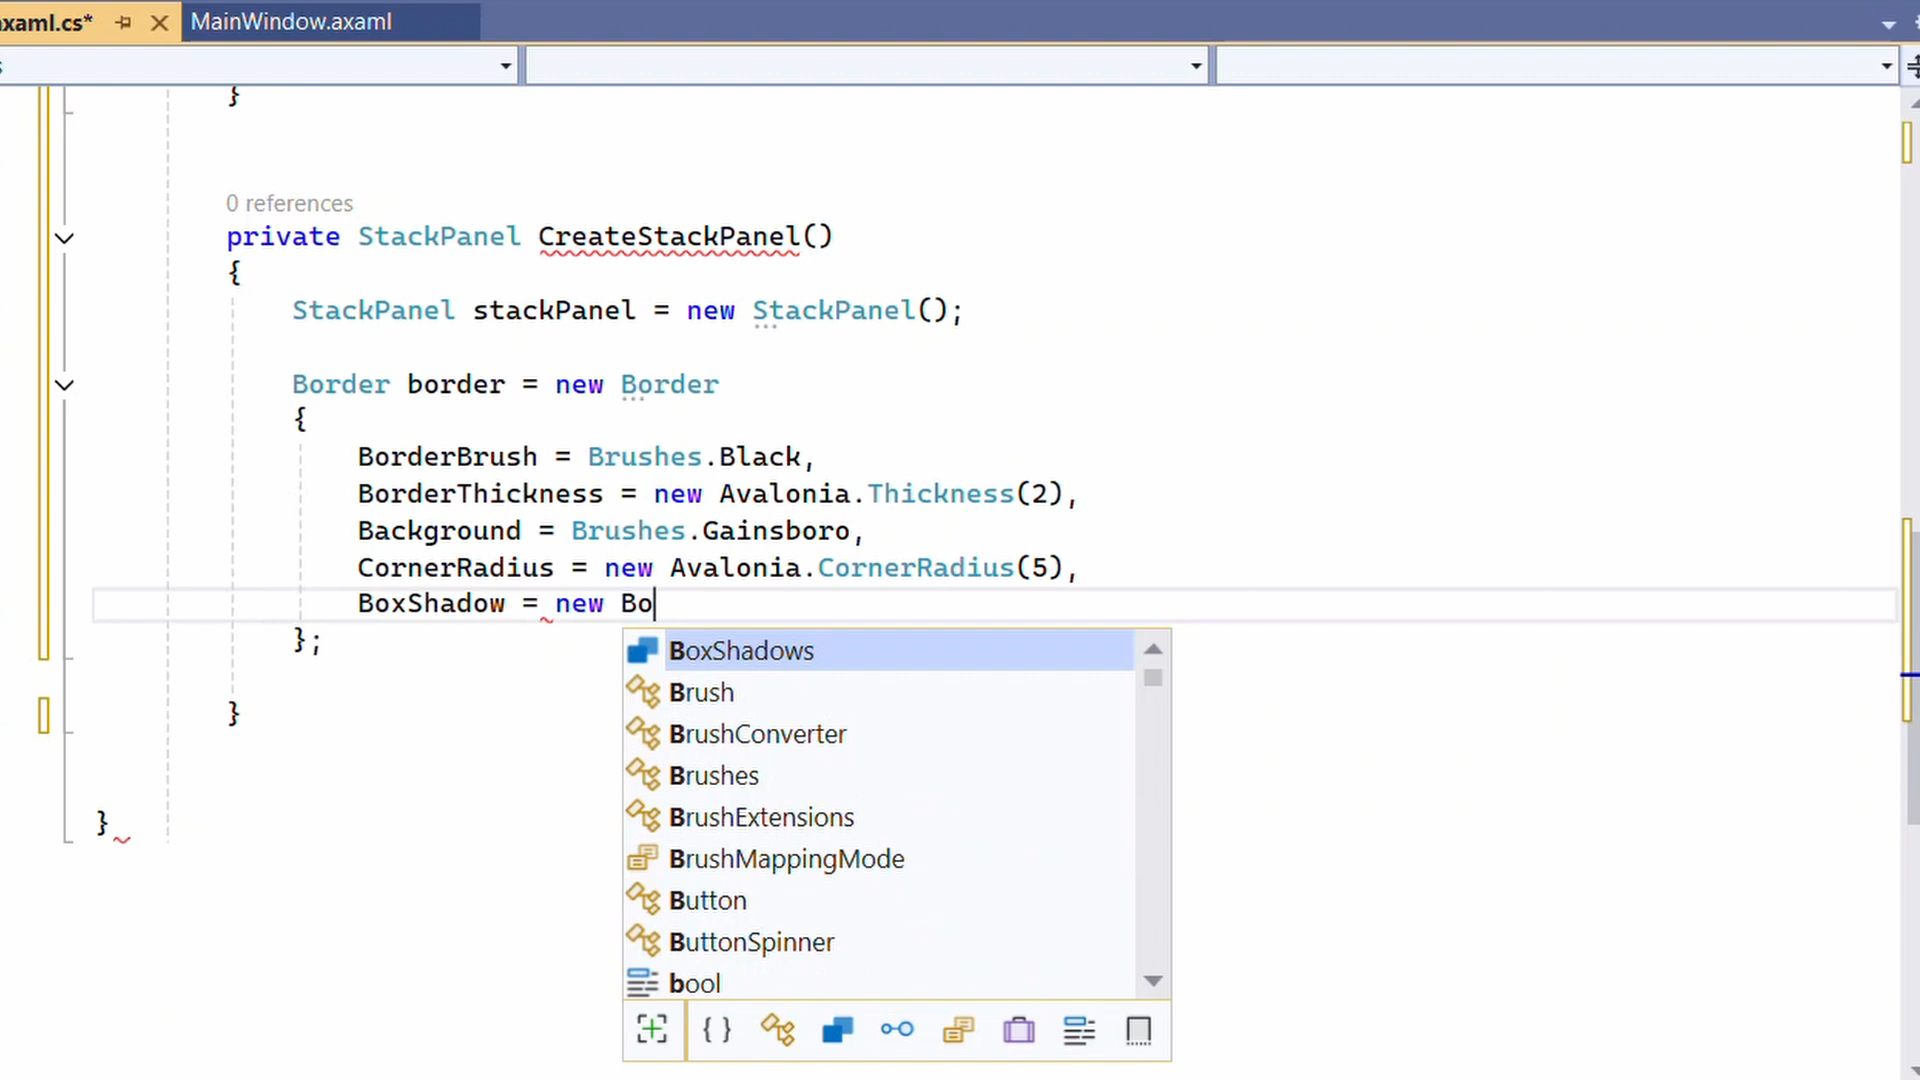 axaml.cs*
MainWindow.axaml
s
}
0 references
private StackPanel CreateStackPanel()
{
StackPanel stackPanel = new StackPanel();
Border border = new Border
{
BorderBrush = Brushes.Black,
BorderThickness = new Avalonia.Thickness(2),
Background = Brushes.Gainsboro,
CornerRadius = new Avalonia.CornerRadius(5),
BoxShadow = new Bo
};
BoxShadows
Brush
}
BrushConverter
Brushes
BrushExtensions
}
BrushMappingMode
Button
ButtonSpinner
bool
{ }